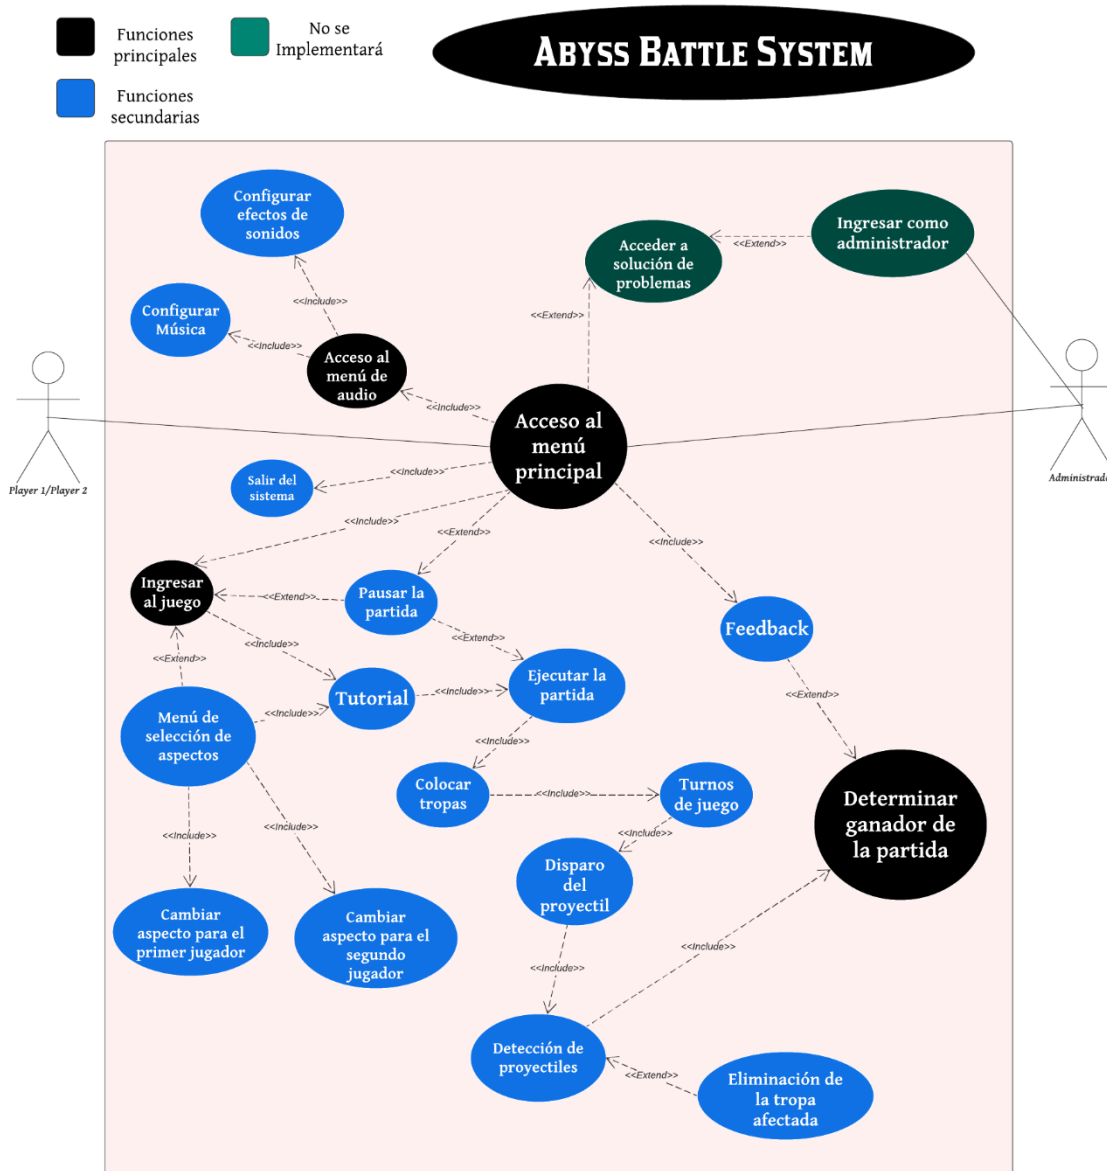 Funciones
principales
No se
Implementará
Funciones
secundarias
ABYSS BATTLE SYSTEM
Configurar
efectos de
sonidos
Ingresar como
administrador
<<Extend>>
Acceder a
solución de
problemas
<<Include>>
Configurar
Música
<<Include>>
<<Extend>>
Acceso al
menú de
audio
<<Include>>
Acceso al
menú
principal
Player 1/Player 2
Administrado
Salir del
sistema
<<Include>>
<<Include>>
<<Extend>>
<<Include>>
Ingresar
al juego
<<Extend>>
Pausar la
partida
Feedback
<<Include>>
<<Extend>>
<<Extend>>
Ejecutar la
partida
Tutorial
<<Include>>
<<Extend>>
Menú de
selección de
aspectos
<<Include>>
<<Include>>
Colocar
tropas
<<Include>>
Turnos
de juego
Determinar
ganador de
la partida
<<Include>>
<<Include>>
<<Include>>
Disparo
del
proyectil
Cambiar
aspecto para el
primer jugador
Cambiar
aspecto para el
segundo
jugador
<<Include>>
<<Include>>
Detección de
proyectiles
<<Extend>>
Eliminación de
la tropa
afectada